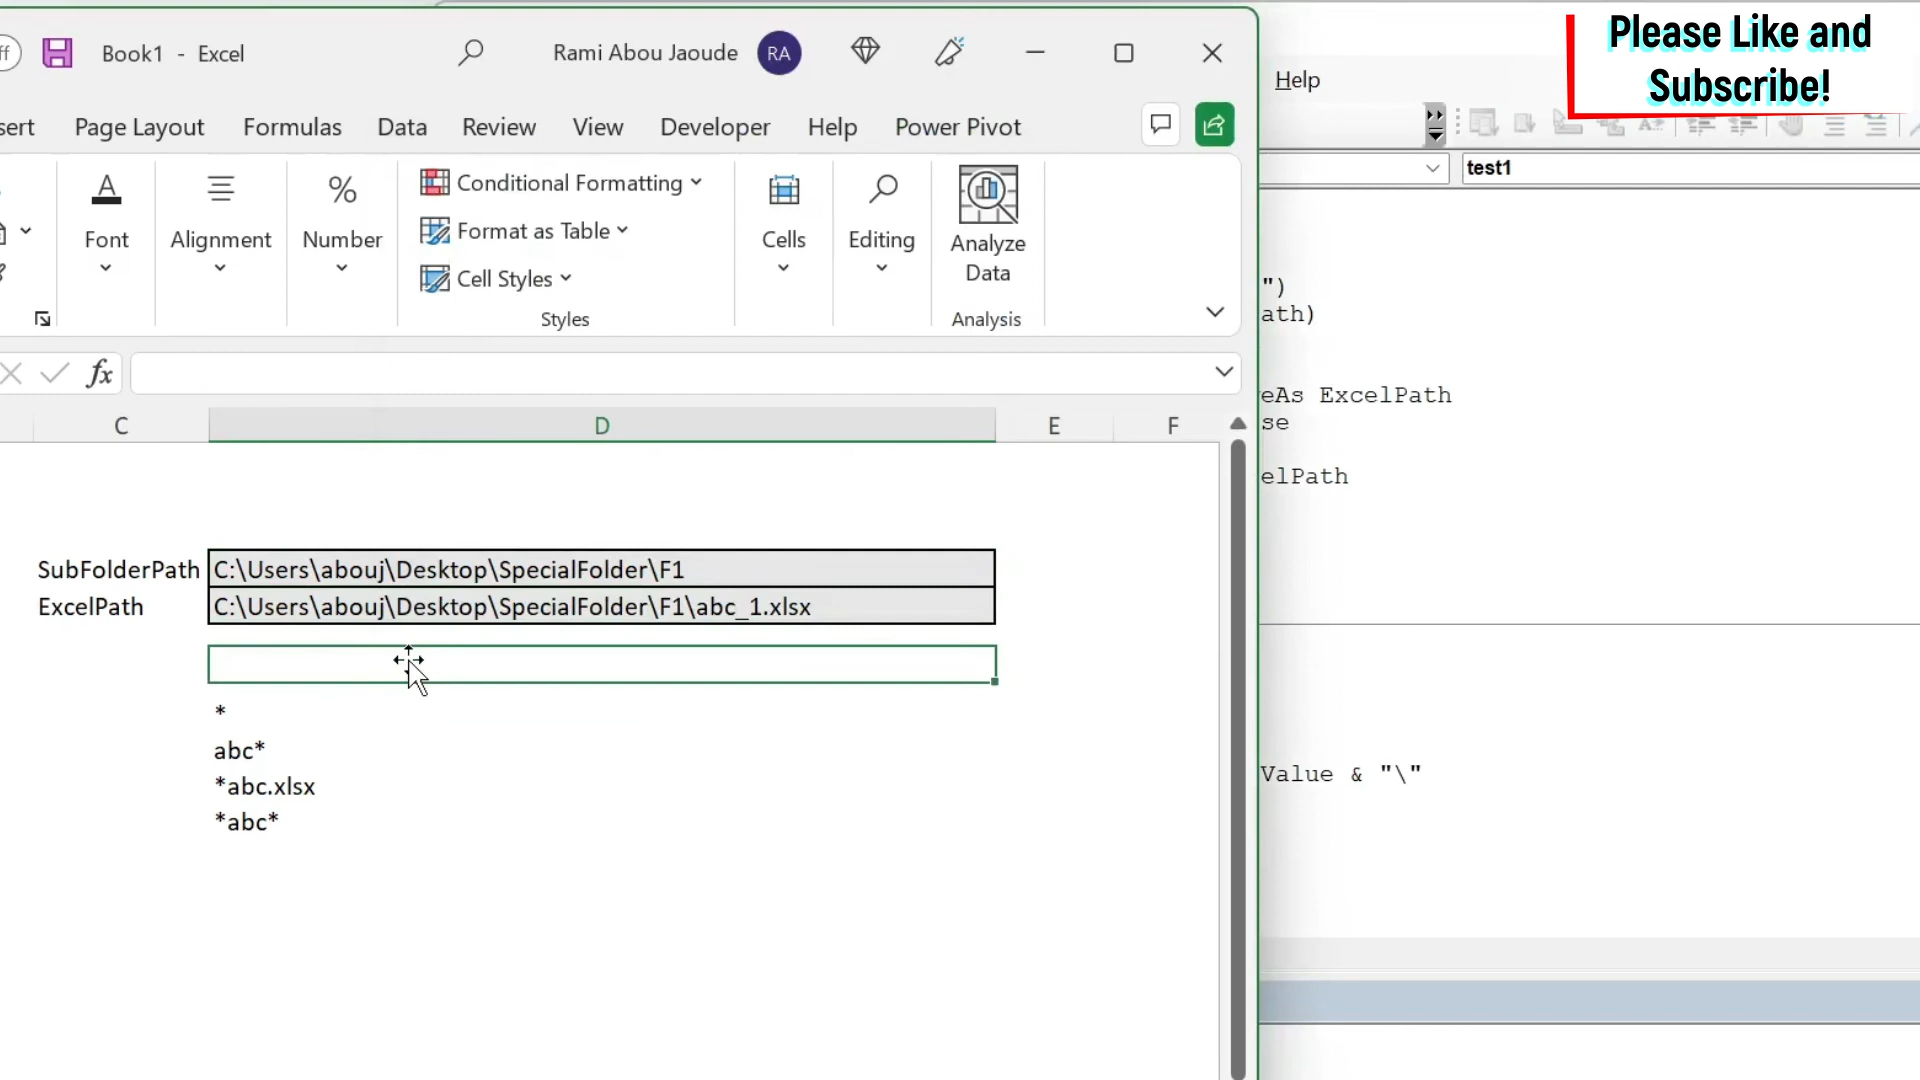 Please Like and
Subscribe!
ff
Book1 - Excel
Rami Abou Jaoude
RA
Help
sert
Page Layout
Formulas
Data
Review
View
Developer
Help
Power Pivot
test1
Font
Alignment
%
Number
Conditional Formatting
Format as Table
Cell Styles
Styles
Cells
Editing
Analyze
Data
Analysis
fx
")
ath)
eAs ExcelPath
se
elPath
C
D
E
F
SubFolderPath
C:\Users\abouj\Desktop\SpecialFolder\F1
ExcelPath
C:\Users\abouj\Desktop\SpecialFolder\F1\abc_1.xlsx
*
abc*
*abc.xlsx
*abc*
Value & "\"